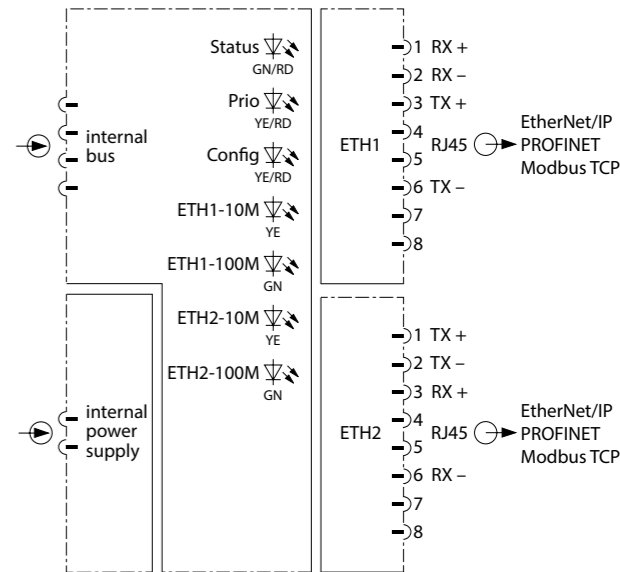 Status
GN/RD
Prio
YE/RD
Config
YE/RD
ETH1-10M
YE
ETH1-100M
GN
ETH2-10M
YE
ETH2-100M
GN
internal
bus
internal
power
supply
ETH1
1 RX +
2 RX –
3 TX +
4
5
6 TX –
7
8
RJ45
EtherNet/IP
PROFINET
Modbus TCP
ETH2
1 TX +
2 TX –
3 RX +
4
5
6 RX –
7
8
RJ45
EtherNet/IP
PROFINET
Modbus TCP